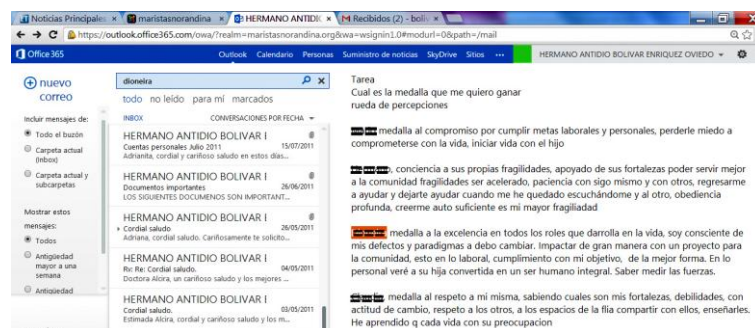 Noticias Principales
maristasnorandina
HERMANO ANTIDIO
Recibidos (2) - boliv
https://outlook.office365.com/owa/?realm=maristasnorandina.org&wa=wsignin1.0#modurl=0&path=/mail
Office 365
Outlook Calendario Personas Suministro de noticias SkyDrive Sitios ···
HERMANO ANTIDIO BOLIVAR ENRIQUEZ OVIEDO
nuevo
correo
Incluir mensajes de:
Todo el buzón
Carpeta actual
(Inbox)
Carpeta actual y
subcarpetas
Mostrar estos
mensajes:
Todos
Antigüedad
mayor a una
semana
Antigüedad
dioneira
todo no leído para mí marcados
INBOX CONVERSACIONES POR FECHA
HERMANO ANTIDIO BOLIVAR E
Cuentas personales Julio 2011 15/07/2011
Adrianita, cordial y cariñoso saludo en estos días...
HERMANO ANTIDIO BOLIVAR E
Documentos importantes 28/06/2011
LOS SIGUIENTES DOCUMENTOS SON IMPORTANT...
HERMANO ANTIDIO BOLIVAR E
Cordial saludo 26/05/2011
Adriana, cordial saludo. Cariñosamente te solicito...
HERMANO ANTIDIO BOLIVAR E
Rv: Re: Cordial saludo. 04/05/2011
Doctora Alcira, un cariñoso saludo y los mejores ...
HERMANO ANTIDIO BOLIVAR E
Cordial saludo. 03/05/2011
Estimada Alcira, cordial y cariñoso saludo y los m...
Tarea
Cual es la medalla que me quiero ganar
rueda de percepciones
medalla al compromiso por cumplir metas laborales y personales, perderle miedo a
comprometerse con la vida, iniciar vida con el hijo
, conciencia a sus propias fragilidades, apoyado de sus fortalezas poder servir mejor
a la comunidad fragilidades ser acelerado, paciencia con sigo mismo y con otros, regresarme
a ayudar y dejarte ayudar cuando me he quedado escuchándome y al otro, obediencia
profunda, creerme auto suficiente es mi mayor fragiliadad
medalla a la excelencia en todos los roles que darrolla en la vida, soy consciente de
mis defectos y paradigmas a debo cambiar. Impactar de gran manera con un proyecto para
la comunidad, esto en lo laboral, cumplimiento con mi objetivo, de la mejor forma. En lo
personal veré a su hija convertida en un ser humano integral. Saber medir las fuerzas.
medalla al respeto a mi misma, sabiendo cuales son mis fortalezas, debilidades, con
actitud de cambio, respeto a los otros, a los espacios de la flia compartir con ellos, enseñarles.
He aprendido q cada vida con su preocupacion